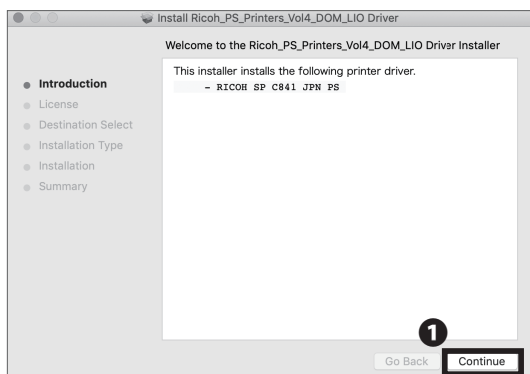 Install Ricoh_PS_Printers_Vol4_DOM_LIO Driver
Welcome to the Ricoh_PS_Printers_Vol4_DOM_LIO Driver Installer
Introduction
License
Destination Select
Installation Type
Installation
Summary
This installer installs the following printer driver.
- RICOH SP C841 JPN PS
1
Go Back
Continue